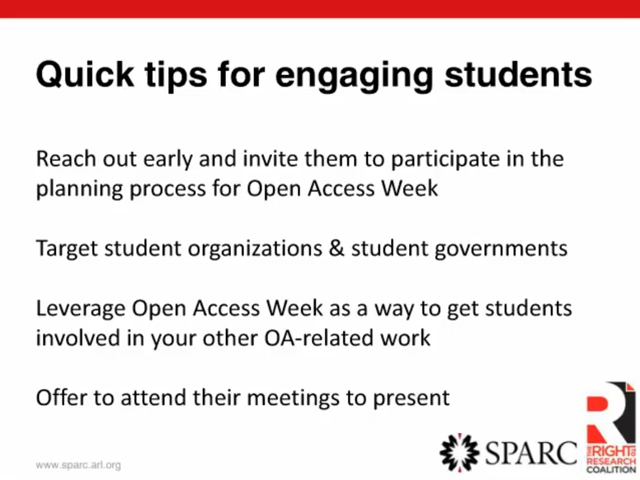 Quick tips for engaging students
Reach out early and invite them to participate in the
planning process for Open Access Week
Target student organizations & student governments
Leverage Open Access Week as a way to get students
involved in your other OA-related work
Offer to attend their meetings to present
www.sparc.arl.org
SPARC
R
THE RIGHT TO
RESEARCH
COALITION